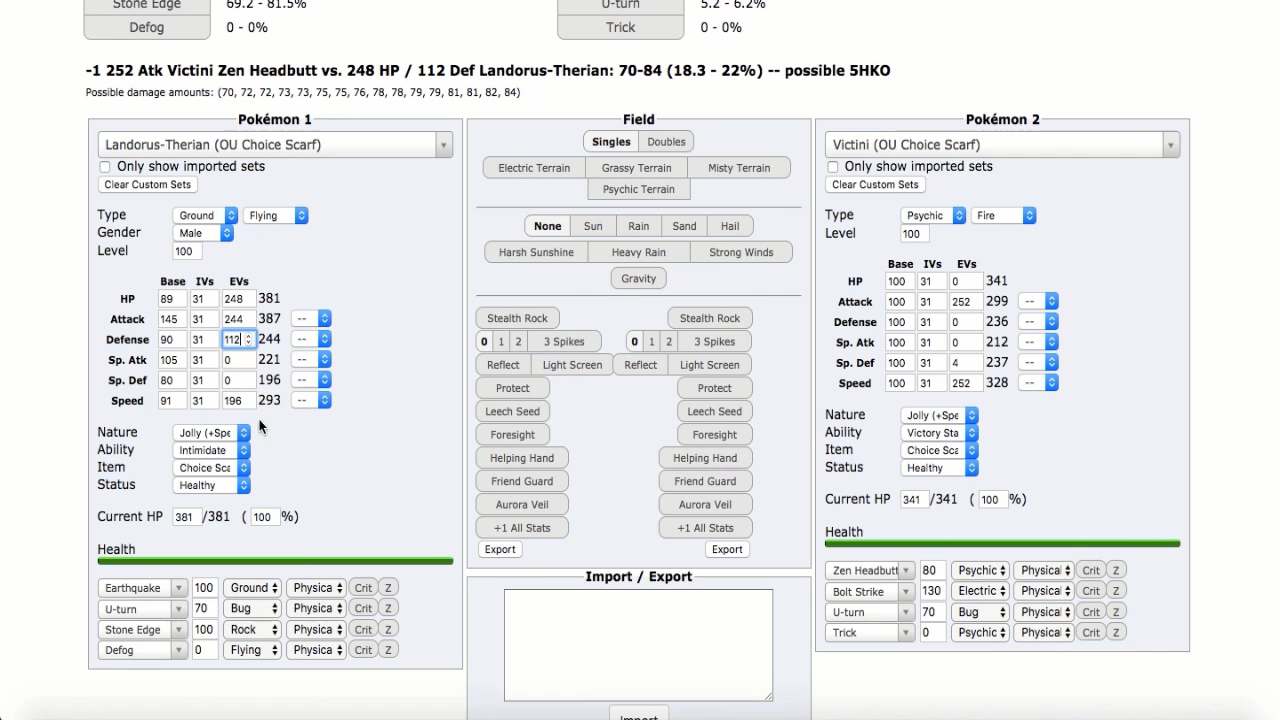 Stone Edge 69.2 - 81.5% U-turn 5.2 - 6.2%
Defog 0 - 0% Trick 0 - 0%
-1 252 Atk Victini Zen Headbutt vs. 248 HP / 112 Def Landorus-Therian: 70-84 (18.3 - 22%) -- possible 5HKO
Possible damage amounts: (70, 72, 72, 73, 73, 75, 75, 76, 78, 78, 79, 79, 81, 81, 82, 84)
Pokémon 1
Landorus-Therian (OU Choice Scarf)
Only show imported sets
Clear Custom Sets
Type Ground Flying
Gender Male
Level 100
Base IVs EVs
HP 89 31 248 381
Attack 145 31 244 387 --
Defense 90 31 112 244 --
Sp. Atk 105 31 0 221 --
Sp. Def 80 31 0 196 --
Speed 91 31 196 293 --
Nature Jolly (+Spe
Ability Intimidate
Item Choice Sca
Status Healthy
Current HP 381 /381 ( 100 %)
Health
Earthquake 100 Ground Physica Crit Z
U-turn 70 Bug Physica Crit Z
Stone Edge 100 Rock Physica Crit Z
Defog 0 Flying Physica Crit Z
Field
Singles Doubles
Electric Terrain Grassy Terrain Misty Terrain
Psychic Terrain
None Sun Rain Sand Hail
Harsh Sunshine Heavy Rain Strong Winds
Gravity
Stealth Rock Stealth Rock
0 1 2 3 Spikes 0 1 2 3 Spikes
Reflect Light Screen Reflect Light Screen
Protect Protect
Leech Seed Leech Seed
Foresight Foresight
Helping Hand Helping Hand
Friend Guard Friend Guard
Aurora Veil Aurora Veil
+1 All Stats +1 All Stats
Export Export
Import / Export
Import
Pokémon 2
Victini (OU Choice Scarf)
Only show imported sets
Clear Custom Sets
Type Psychic Fire
Level 100
Base IVs EVs
HP 100 31 0 341
Attack 100 31 252 299 --
Defense 100 31 0 236 --
Sp. Atk 100 31 0 212 --
Sp. Def 100 31 4 237 --
Speed 100 31 252 328 --
Nature Jolly (+Spe
Ability Victory Sta
Item Choice Sca
Status Healthy
Current HP 341 /341 ( 100 %)
Health
Zen Headbutt 80 Psychic Physical Crit Z
Bolt Strike 130 Electric Physical Crit Z
U-turn 70 Bug Physical Crit Z
Trick 0 Psychic Physical Crit Z